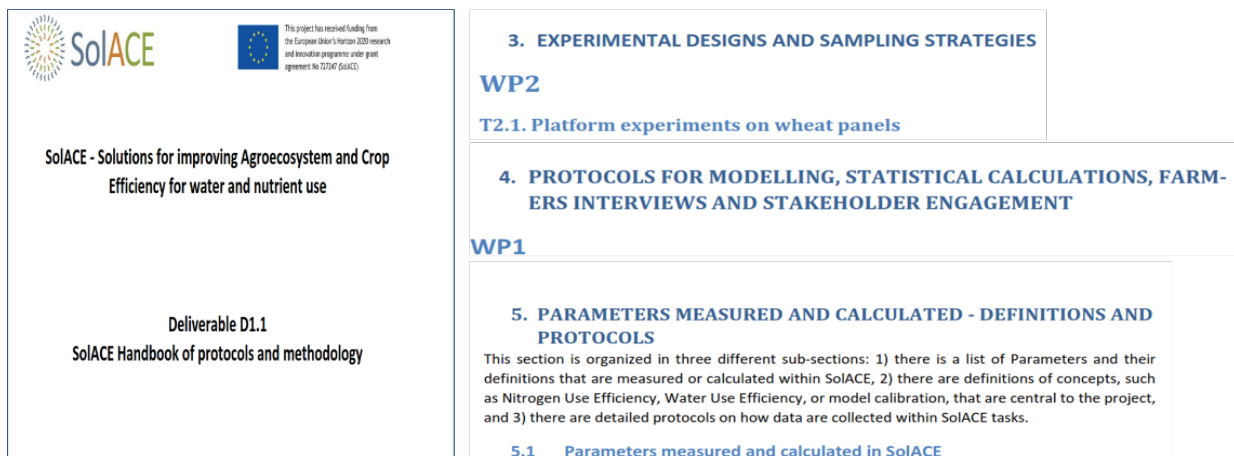 SolACE
This project has received funding from
the European Union's Horizon 2020 research
and innovation programme under grant
agreement No 727247 (SolACE)
SolACE - Solutions for improving Agroecosystem and Crop
Efficiency for water and nutrient use
Deliverable D1.1
SolACE Handbook of protocols and methodology
3. EXPERIMENTAL DESIGNS AND SAMPLING STRATEGIES
WP2
T2.1. Platform experiments on wheat panels
4. PROTOCOLS FOR MODELLING, STATISTICAL CALCULATIONS, FARM-
ERS INTERVIEWS AND STAKEHOLDER ENGAGEMENT
WP1
5. PARAMETERS MEASURED AND CALCULATED - DEFINITIONS AND
PROTOCOLS
This section is organized in three different sub-sections: 1) there is a list of Parameters and their
definitions that are measured or calculated within SolACE, 2) there are definitions of concepts, such
as Nitrogen Use Efficiency, Water Use Efficiency, or model calibration, that are central to the project,
and 3) there are detailed protocols on how data are collected within SolACE tasks.
5.1 Parameters measured and calculated in SolACE